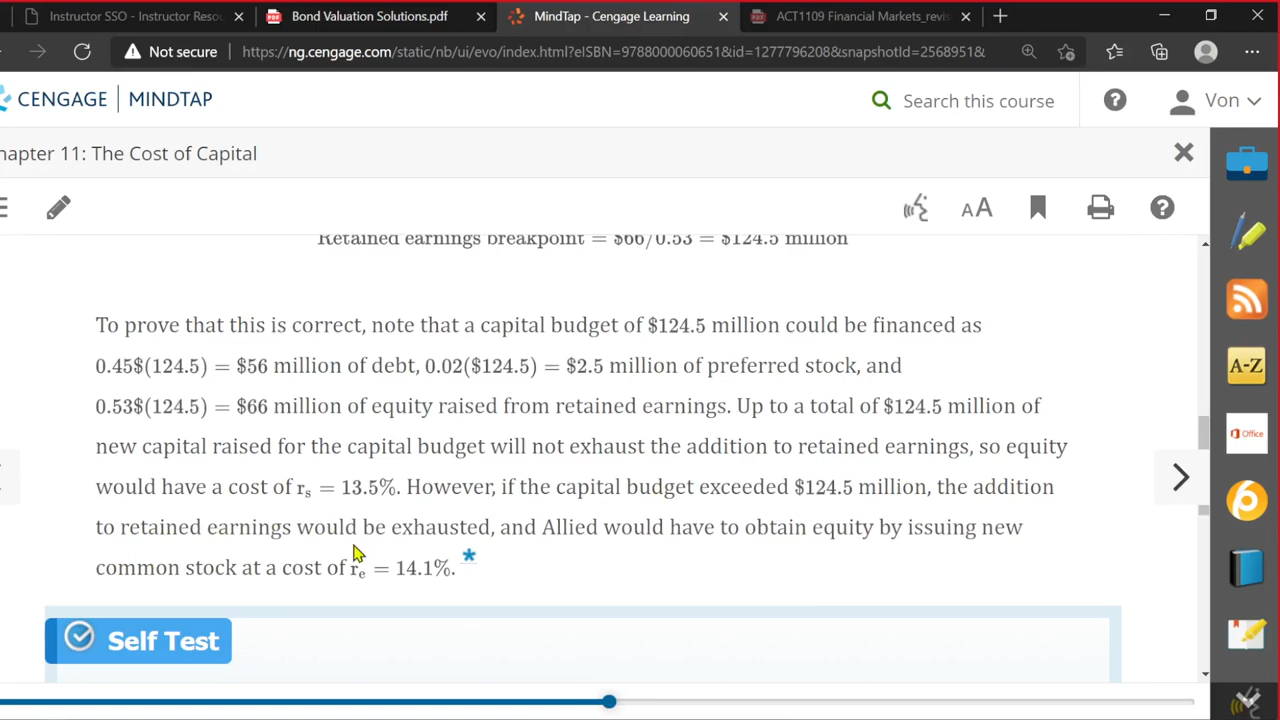 Instructor SSO - Instructor Resou
Bond Valuation Solutions.pdf
MindTap - Cengage Learning
ACT1109 Financial Markets_revis
Not secure
https://ng.cengage.com/static/nb/ui/evo/index.html?eISBN=9788000060651&id=1277796208&snapshotId=2568951&
CENGAGE | MINDTAP
Search this course
Von
hapter 11: The Cost of Capital
AA
Retained earnings breakpoint = $66/0.53 = $124.5 million
To prove that this is correct, note that a capital budget of $124.5 million could be financed as
0.45$(124.5) = $56 million of debt, 0.02($124.5) = $2.5 million of preferred stock, and
0.53$(124.5) = $66 million of equity raised from retained earnings. Up to a total of $124.5 million of
new capital raised for the capital budget will not exhaust the addition to retained earnings, so equity
would have a cost of rs = 13.5%. However, if the capital budget exceeded $124.5 million, the addition
to retained earnings would be exhausted, and Allied would have to obtain equity by issuing new
common stock at a cost of re = 14.1%. *
Self Test
A-Z
Office